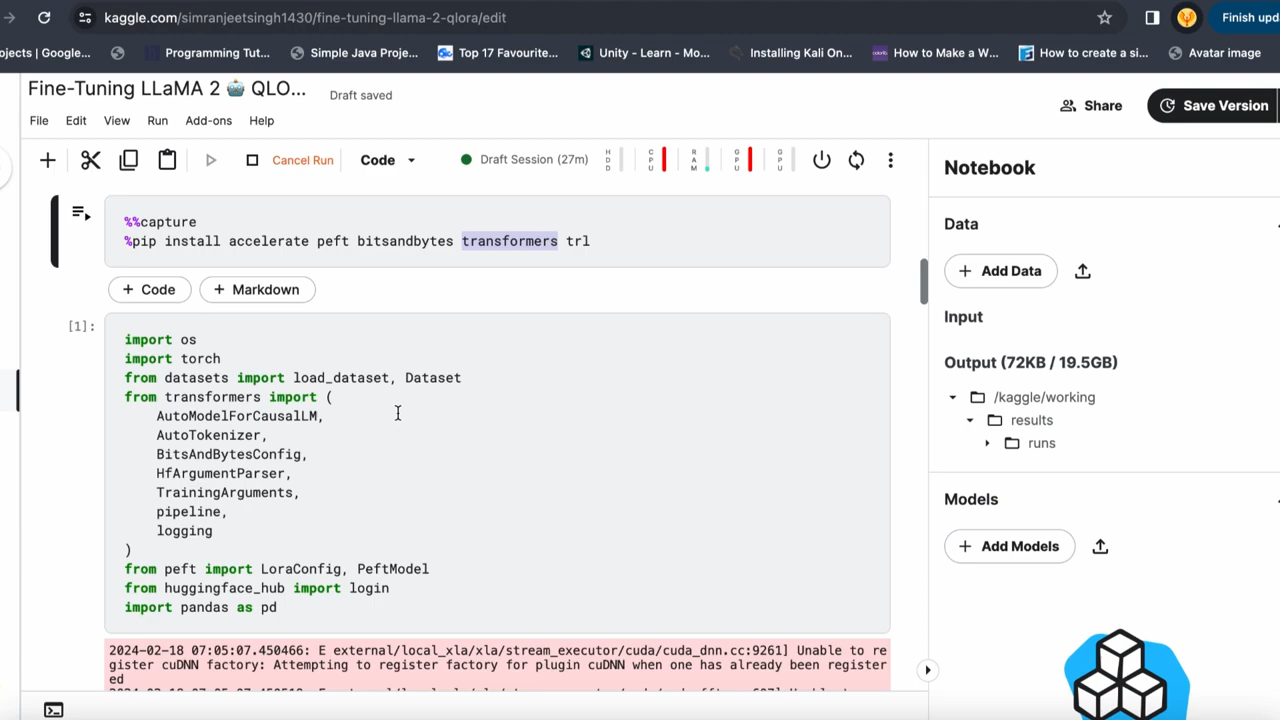 kaggle.com/simranjeetsingh1430/fine-tuning-llama-2-qlora/edit
Finish upd
ojects | Google...
Programming Tut...
Simple Java Proje...
Top 17 Favourite...
Unity - Learn - Mo...
Installing Kali On...
How to Make a W...
How to create a si...
Avatar image
Fine-Tuning LLaMA 2 🤖 QLO...
Draft saved
Share
Save Version
File Edit View Run Add-ons Help
Cancel Run
Code
Draft Session (27m)
HDD
CPU
RAM
GPU
GPU
%%capture
%pip install accelerate peft bitsandbytes transformers trl
+ Code
+ Markdown
[1]:
import os
import torch
from datasets import load_dataset, Dataset
from transformers import (
    AutoModelForCausalLM,
    AutoTokenizer,
    BitsAndBytesConfig,
    HfArgumentParser,
    TrainingArguments,
    pipeline,
    logging
)
from peft import LoraConfig, PeftModel
from huggingface_hub import login
import pandas as pd
2024-02-18 07:05:07.450466: E external/local_xla/xla/stream_executor/cuda/cuda_dnn.cc:9261] Unable to re
gister cuDNN factory: Attempting to register factory for plugin cuDNN when one has already been register
ed
Notebook
Data
+ Add Data
Input
Output (72KB / 19.5GB)
/kaggle/working
results
runs
Models
+ Add Models